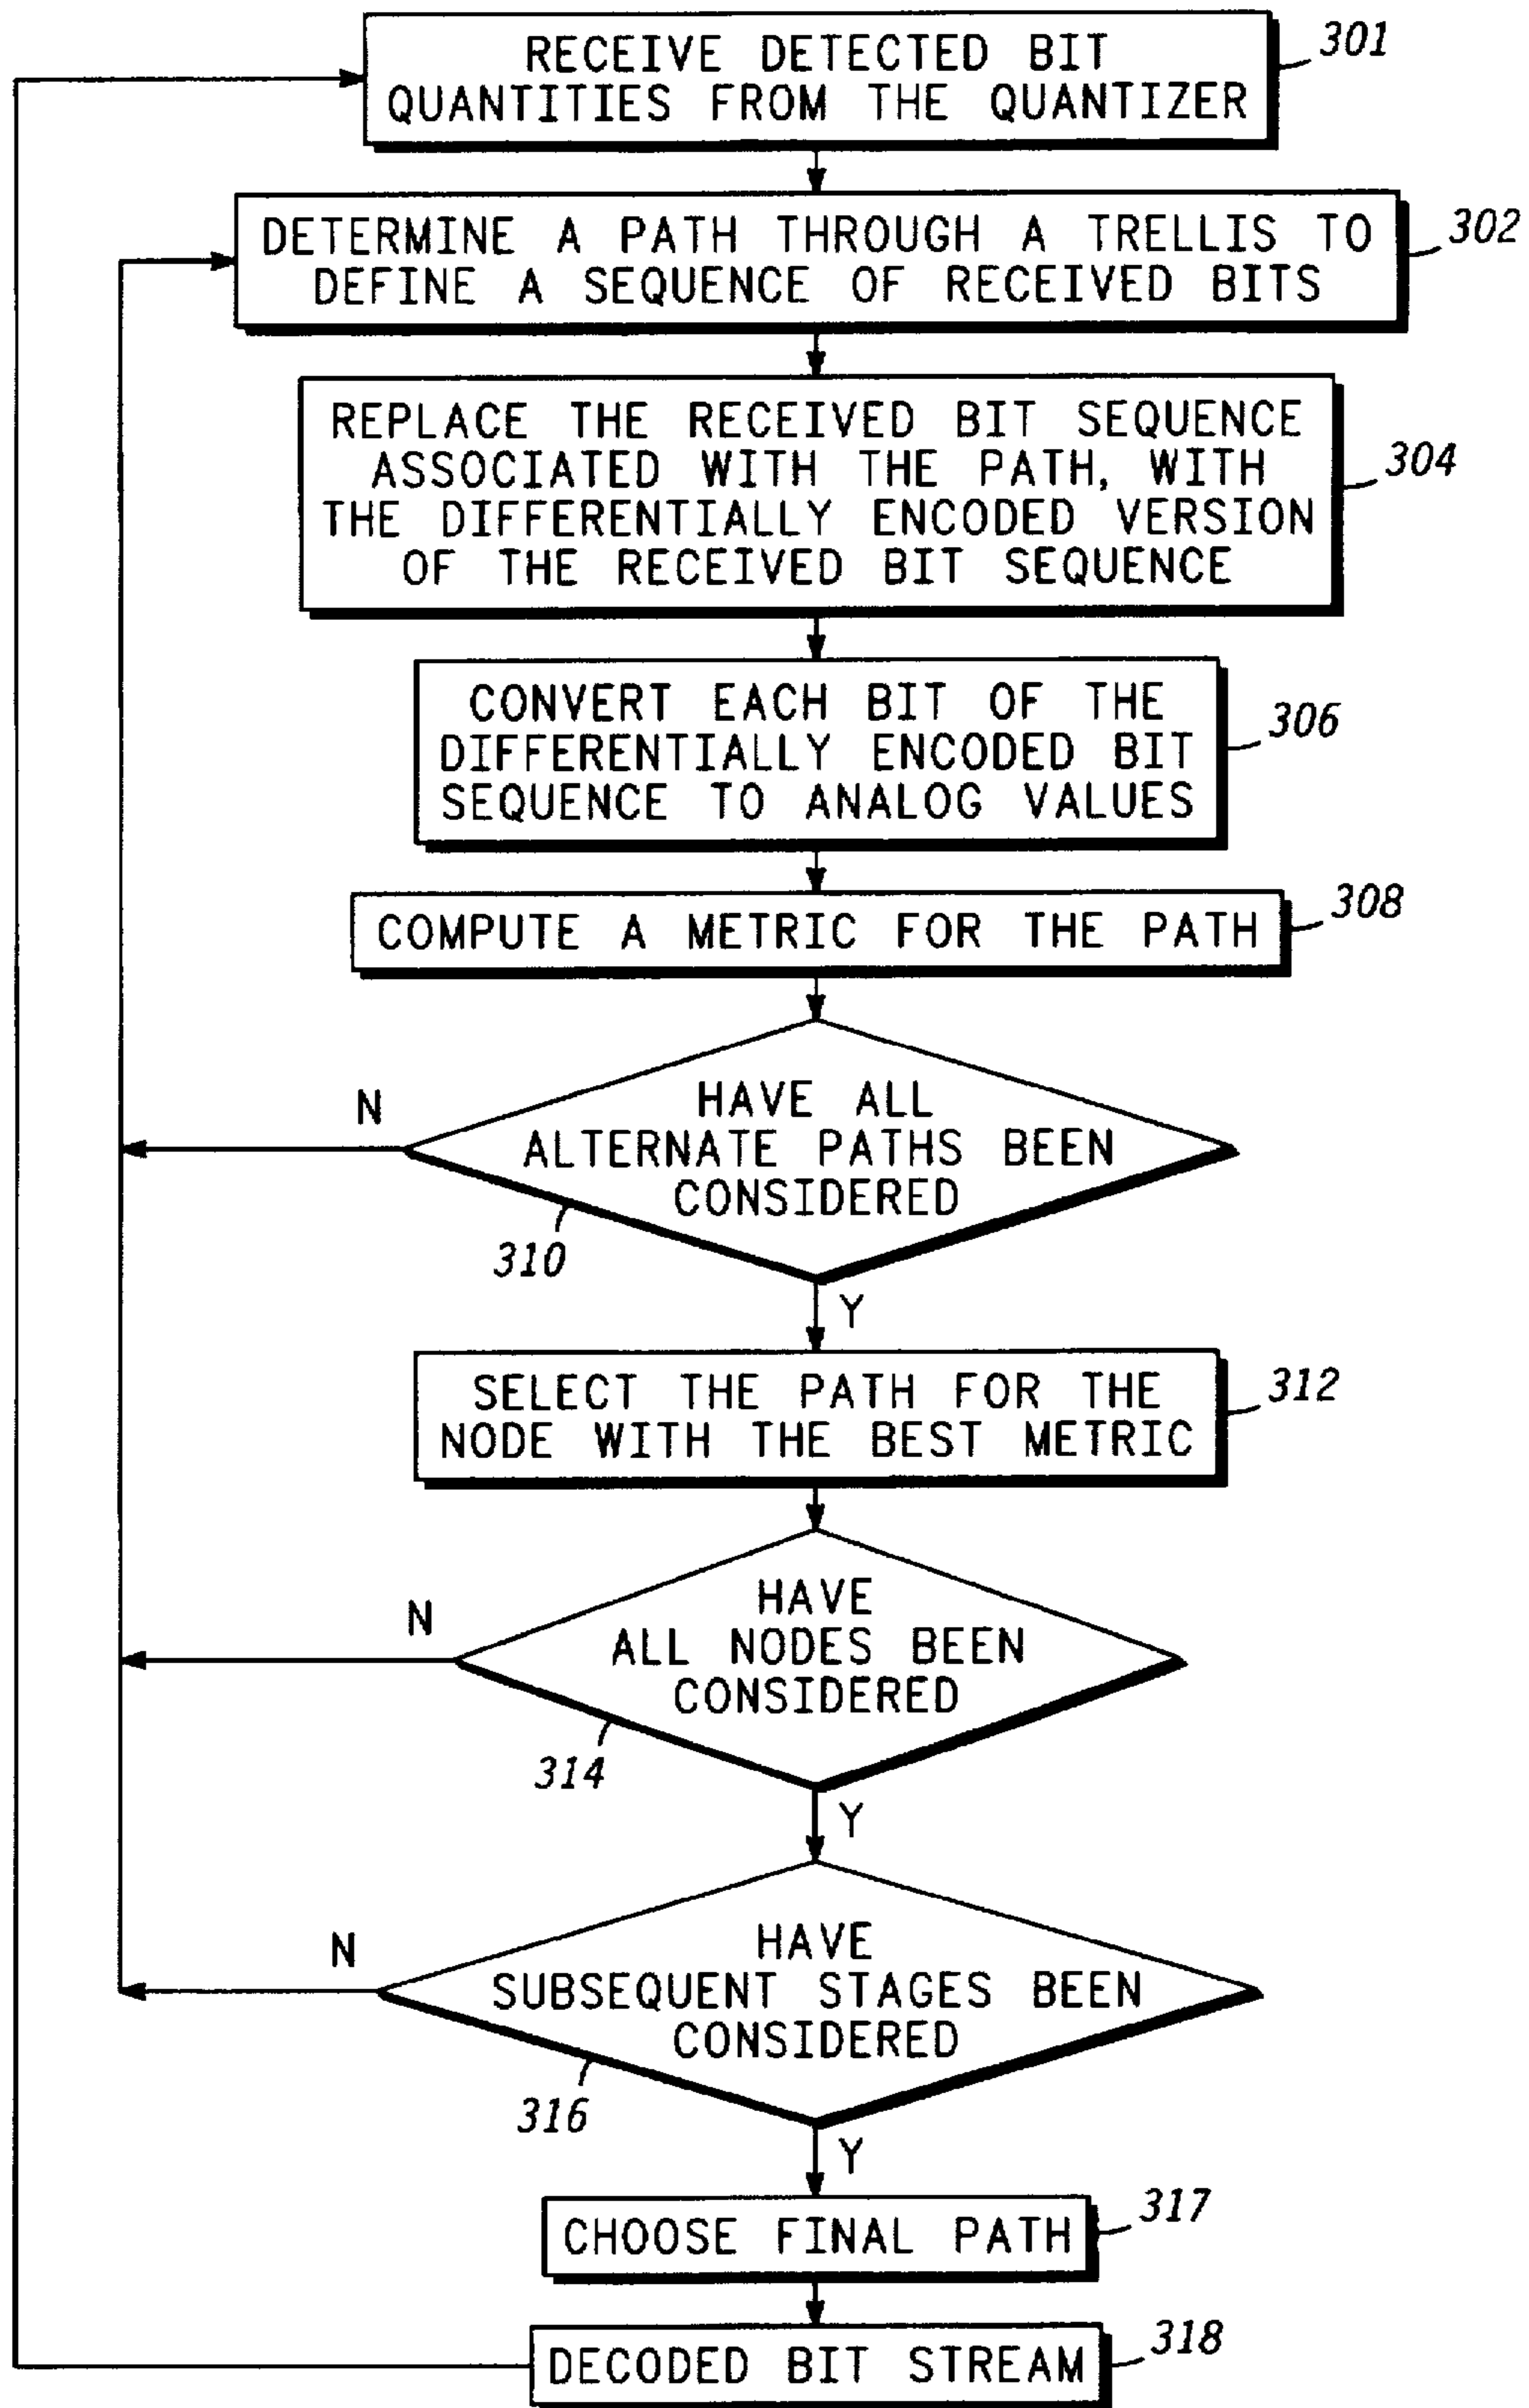 RECEIVE DETECTED BIT
QUANTITIES FROM THE QUANTIZER
301
DETERMINE A PATH THROUGH A TRELLIS TO
DEFINE A SEQUENCE OF RECEIVED BITS
302
REPLACE THE RECEIVED BIT SEQUENCE
ASSOCIATED WITH THE PATH, WITH
THE DIFFERENTIALLY ENCODED VERSION
OF THE RECEIVED BIT SEQUENCE
304
CONVERT EACH BIT OF THE
DIFFERENTIALLY ENCODED BIT
SEQUENCE TO ANALOG VALUES
306
COMPUTE A METRIC FOR THE PATH
308
N
HAVE ALL
ALTERNATE PATHS BEEN
CONSIDERED
310
Y
SELECT THE PATH FOR THE
NODE WITH THE BEST METRIC
312
N
HAVE
ALL NODES BEEN
CONSIDERED
314
Y
N
HAVE
SUBSEQUENT STAGES BEEN
CONSIDERED
316
Y
CHOOSE FINAL PATH
317
DECODED BIT STREAM
318